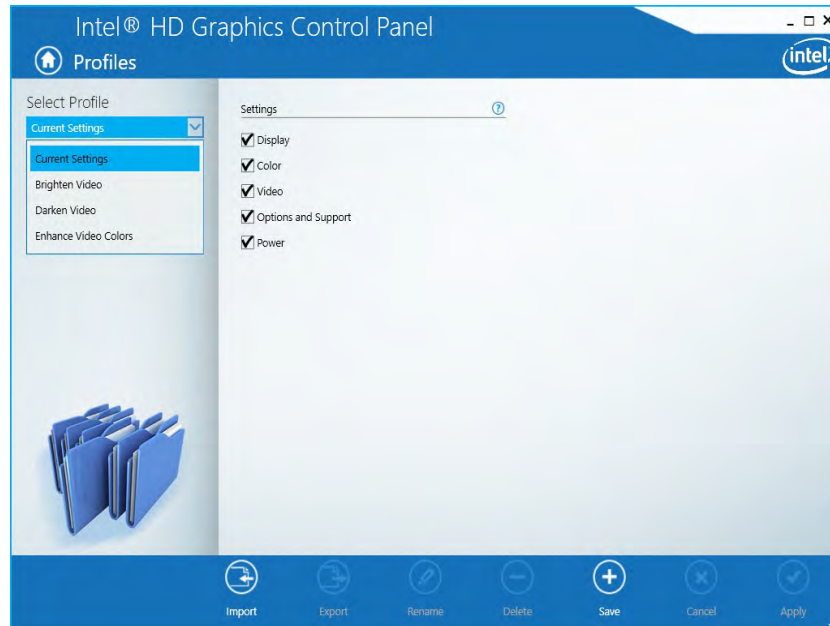 Intel® HD Graphics Control Panel
Profiles
intel
Select Profile
Current Settings
Current Settings
Brighten Video
Darken Video
Enhance Video Colors
Settings
?
Display
Color
Video
Options and Support
Power
Import Export Rename Delete Save Cancel Apply